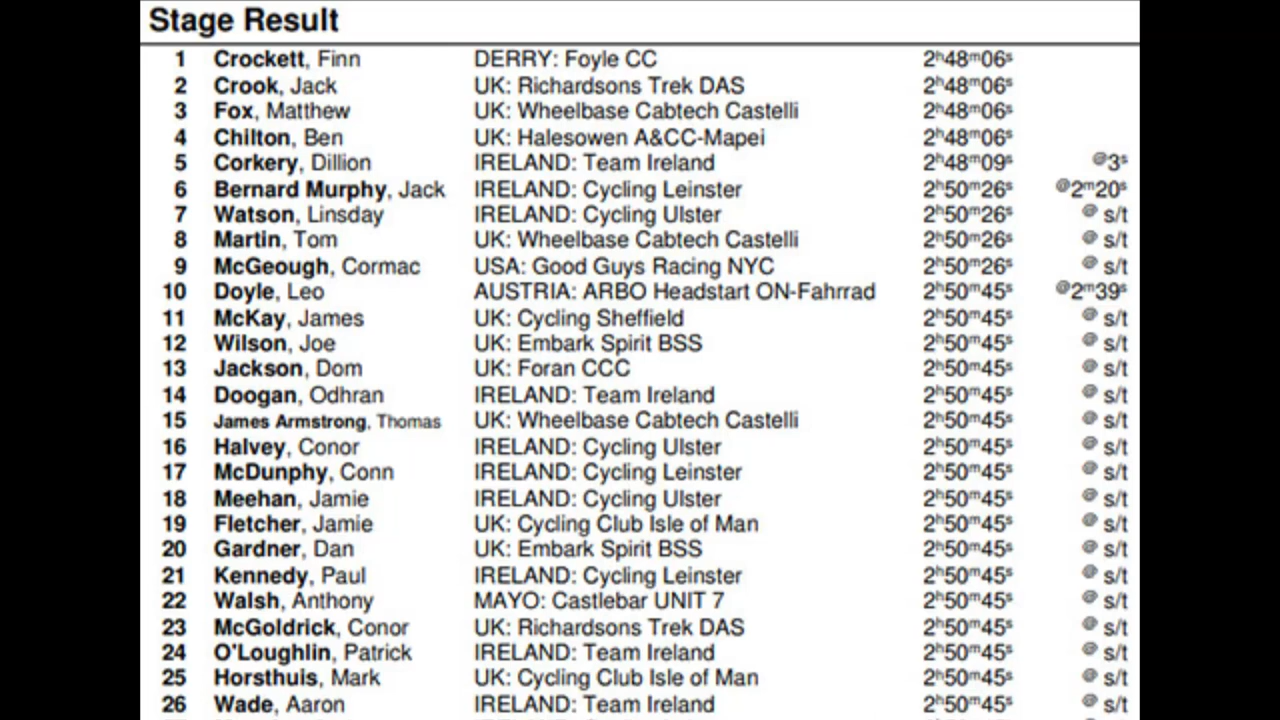 Stage Result
1 Crockett, Finn DERRY: Foyle CC 2h48m06s
2 Crook, Jack UK: Richardsons Trek DAS 2h48m06s
3 Fox, Matthew UK: Wheelbase Cabtech Castelli 2h48m06s
4 Chilton, Ben UK: Halesowen A&CC-Mapei 2h48m06s
5 Corkery, Dillion IRELAND: Team Ireland 2h48m09s @3s
6 Bernard Murphy, Jack IRELAND: Cycling Leinster 2h50m26s @2m20s
7 Watson, Linsday IRELAND: Cycling Ulster 2h50m26s @ s/t
8 Martin, Tom UK: Wheelbase Cabtech Castelli 2h50m26s @ s/t
9 McGeough, Cormac USA: Good Guys Racing NYC 2h50m26s @ s/t
10 Doyle, Leo AUSTRIA: ARBO Headstart ON-Fahrrad 2h50m45s @2m39s
11 McKay, James UK: Cycling Sheffield 2h50m45s @ s/t
12 Wilson, Joe UK: Embark Spirit BSS 2h50m45s @ s/t
13 Jackson, Dom UK: Foran CCC 2h50m45s @ s/t
14 Doogan, Odhran IRELAND: Team Ireland 2h50m45s @ s/t
15 James Armstrong, Thomas UK: Wheelbase Cabtech Castelli 2h50m45s @ s/t
16 Halvey, Conor IRELAND: Cycling Ulster 2h50m45s @ s/t
17 McDunphy, Conn IRELAND: Cycling Leinster 2h50m45s @ s/t
18 Meehan, Jamie IRELAND: Cycling Ulster 2h50m45s @ s/t
19 Fletcher, Jamie UK: Cycling Club Isle of Man 2h50m45s @ s/t
20 Gardner, Dan UK: Embark Spirit BSS 2h50m45s @ s/t
21 Kennedy, Paul IRELAND: Cycling Leinster 2h50m45s @ s/t
22 Walsh, Anthony MAYO: Castlebar UNIT 7 2h50m45s @ s/t
23 McGoldrick, Conor UK: Richardsons Trek DAS 2h50m45s @ s/t
24 O'Loughlin, Patrick IRELAND: Team Ireland 2h50m45s @ s/t
25 Horsthuis, Mark UK: Cycling Club Isle of Man 2h50m45s @ s/t
26 Wade, Aaron IRELAND: Team Ireland 2h50m45s @ s/t